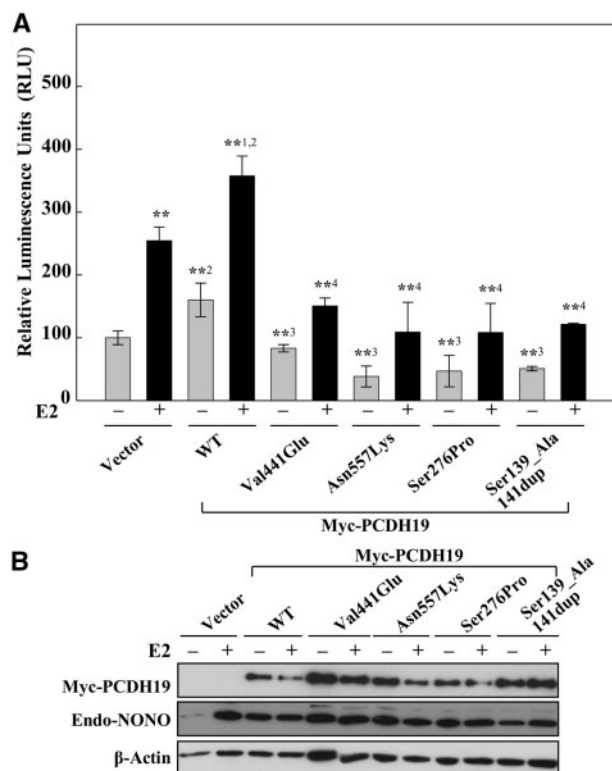 A
Relative Luminescence Units (RLU)
500
400
300
200
100
0
**
**2
**1,2
**3
**4
**3
**4
**3
**4
**3
**4
E2 – + – + – + – + – + – +
Vector
WT
Val441Glu
Asn557Lys
Ser276Pro
Ser139_Ala
141dup
Myc-PCDH19
B
Myc-PCDH19
Vector
WT
Val441Glu
Asn557Lys
Ser276Pro
Ser139_Ala
141dup
E2 – + – + – + – + – + – +
Myc-PCDH19
Endo-NONO
β-Actin